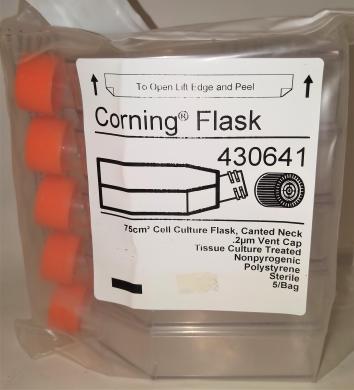 To Open Lift Edge and Peel
Corning® Flask
430641
75cm² Cell Culture Flask, Canted Neck
.2µm Vent Cap
Tissue Culture Treated
Nonpyrogenic
Polystyrene
Sterile
5/Bag